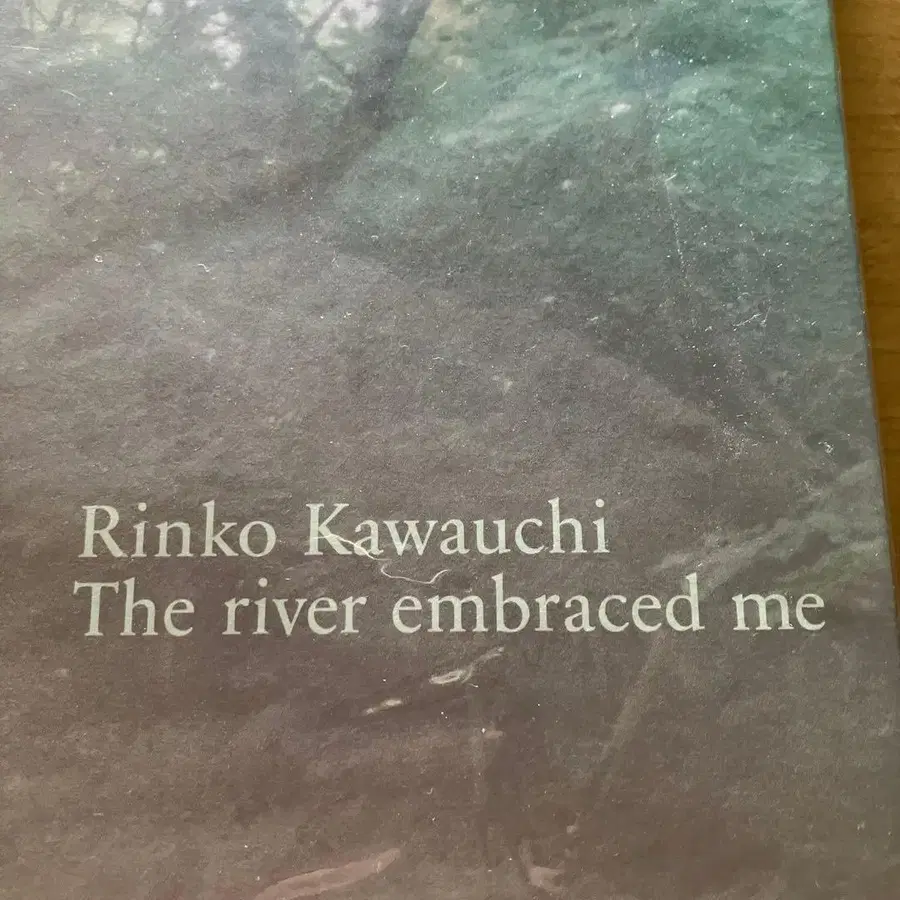 Rinko Kawauchi
The river embraced me